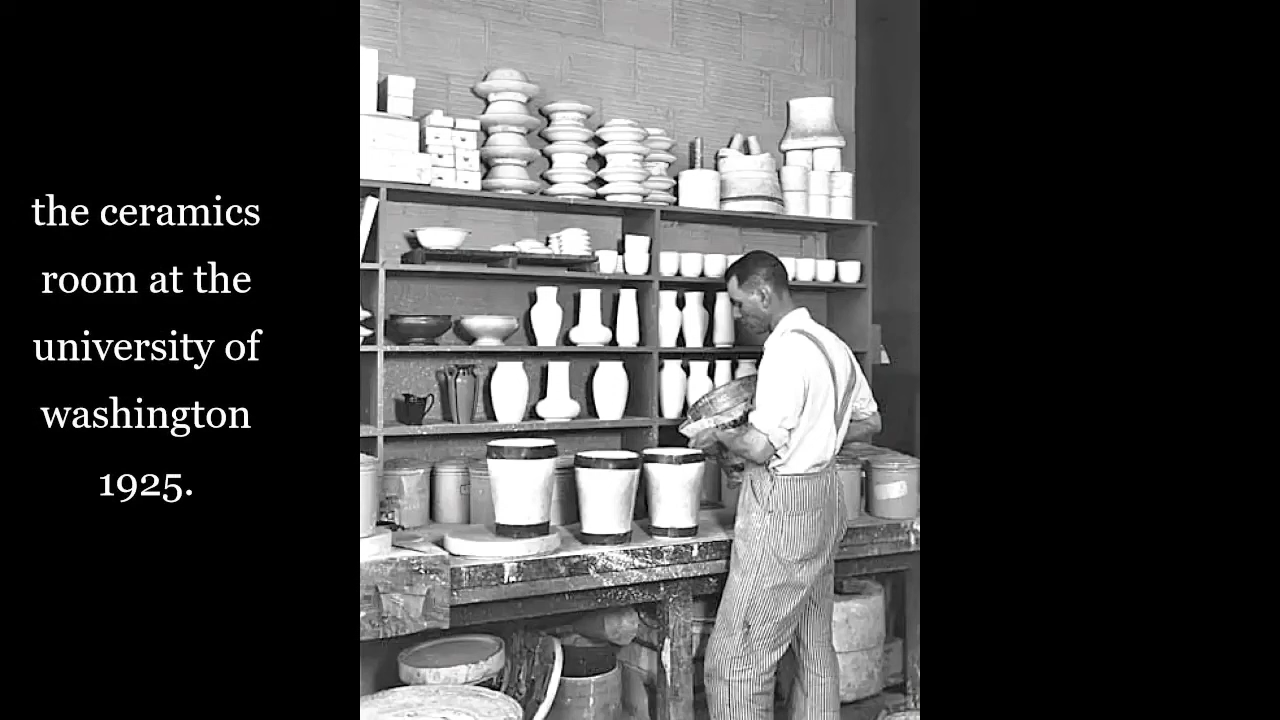 the ceramics
room at the
university of
washington
1925.